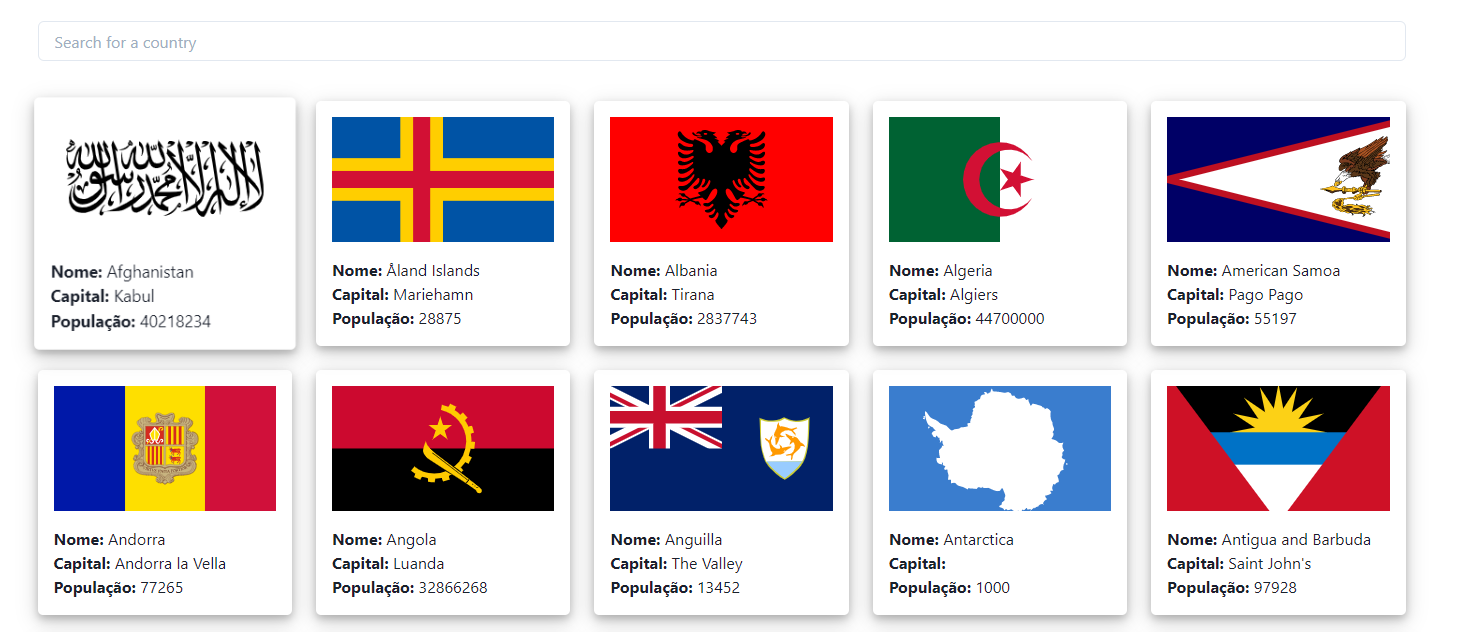 Search for a country
لا إله إلا الله محمد رسول الله
Nome: Afghanistan
Capital: Kabul
População: 40218234
Nome: Åland Islands
Capital: Mariehamn
População: 28875
Nome: Albania
Capital: Tirana
População: 2837743
Nome: Algeria
Capital: Algiers
População: 44700000
Nome: American Samoa
Capital: Pago Pago
População: 55197
Nome: Andorra
Capital: Andorra la Vella
População: 77265
Nome: Angola
Capital: Luanda
População: 32866268
Nome: Anguilla
Capital: The Valley
População: 13452
Nome: Antarctica
Capital:
População: 1000
Nome: Antigua and Barbuda
Capital: Saint John's
População: 97928